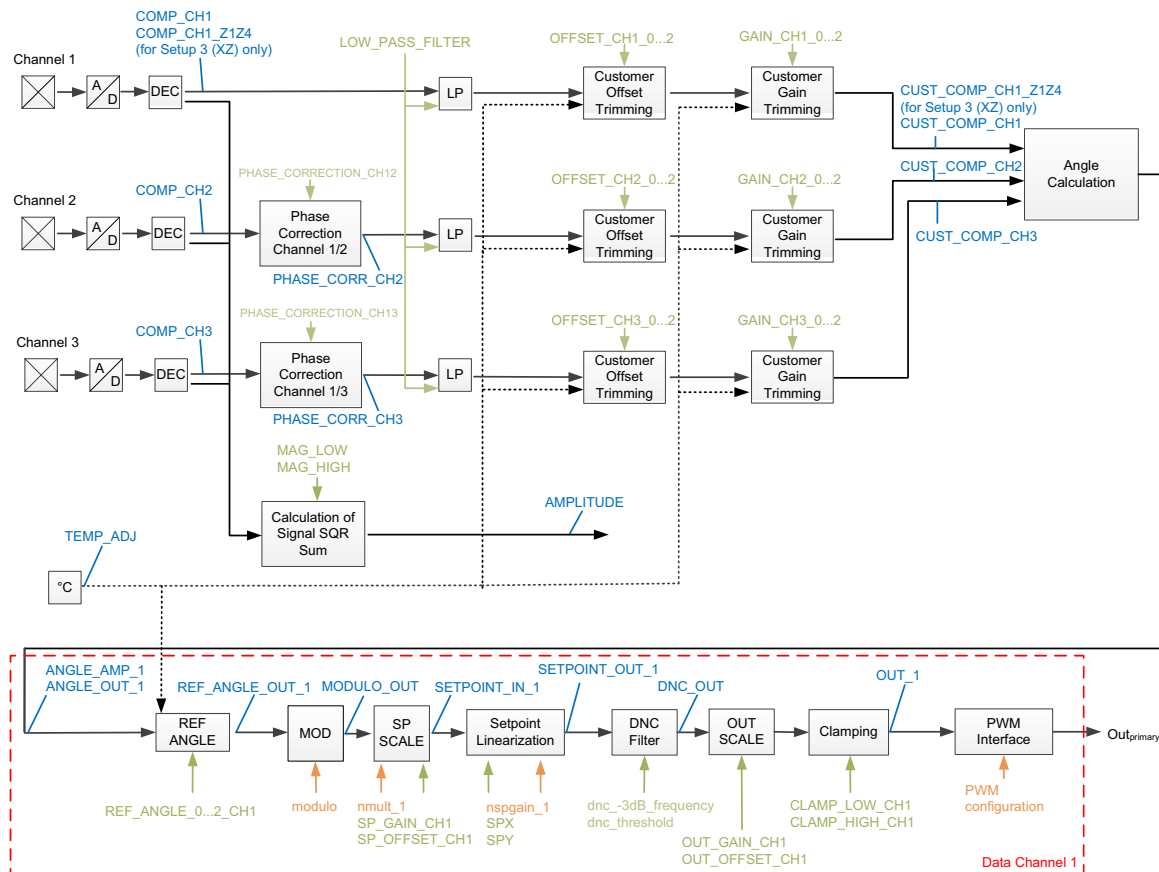 COMP_CH1
COMP_CH1_Z1Z4
(for Setup 3 (XZ) only)
LOW_PASS_FILTER
OFFSET_CH1_0...2
GAIN_CH1_0...2
Channel 1
A
D
DEC
LP
Customer
Offset
Trimming
Customer
Gain
Trimming
CUST_COMP_CH1_Z1Z4
(for Setup 3 (XZ) only)
CUST_COMP_CH1
Angle
Calculation
PHASE_CORRECTION_CH12
COMP_CH2
OFFSET_CH2_0...2
GAIN_CH2_0...2
CUST_COMP_CH2
Channel 2
A
D
DEC
Phase
Correction
Channel 1/2
LP
Customer
Offset
Trimming
Customer
Gain
Trimming
CUST_COMP_CH3
PHASE_CORR_CH2
PHASE_CORRECTION_CH13
COMP_CH3
OFFSET_CH3_0...2
GAIN_CH3_0...2
Channel 3
A
D
DEC
Phase
Correction
Channel 1/3
LP
Customer
Offset
Trimming
Customer
Gain
Trimming
PHASE_CORR_CH3
MAG_LOW
MAG_HIGH
AMPLITUDE
Calculation of
Signal SQR
Sum
TEMP_ADJ
°C
ANGLE_AMP_1
ANGLE_OUT_1
REF_ANGLE_OUT_1
MODULO_OUT
SETPOINT_IN_1
SETPOINT_OUT_1
DNC_OUT
OUT_1
REF
ANGLE
MOD
SP
SCALE
Setpoint
Linearization
DNC
Filter
OUT
SCALE
Clamping
PWM
Interface
Outprimary
REF_ANGLE_0...2_CH1
modulo
nmult_1
SP_GAIN_CH1
SP_OFFSET_CH1
nspgain_1
SPX
SPY
dnc_-3dB_frequency
dnc_threshold
OUT_GAIN_CH1
OUT_OFFSET_CH1
CLAMP_LOW_CH1
CLAMP_HIGH_CH1
PWM
configuration
Data Channel 1